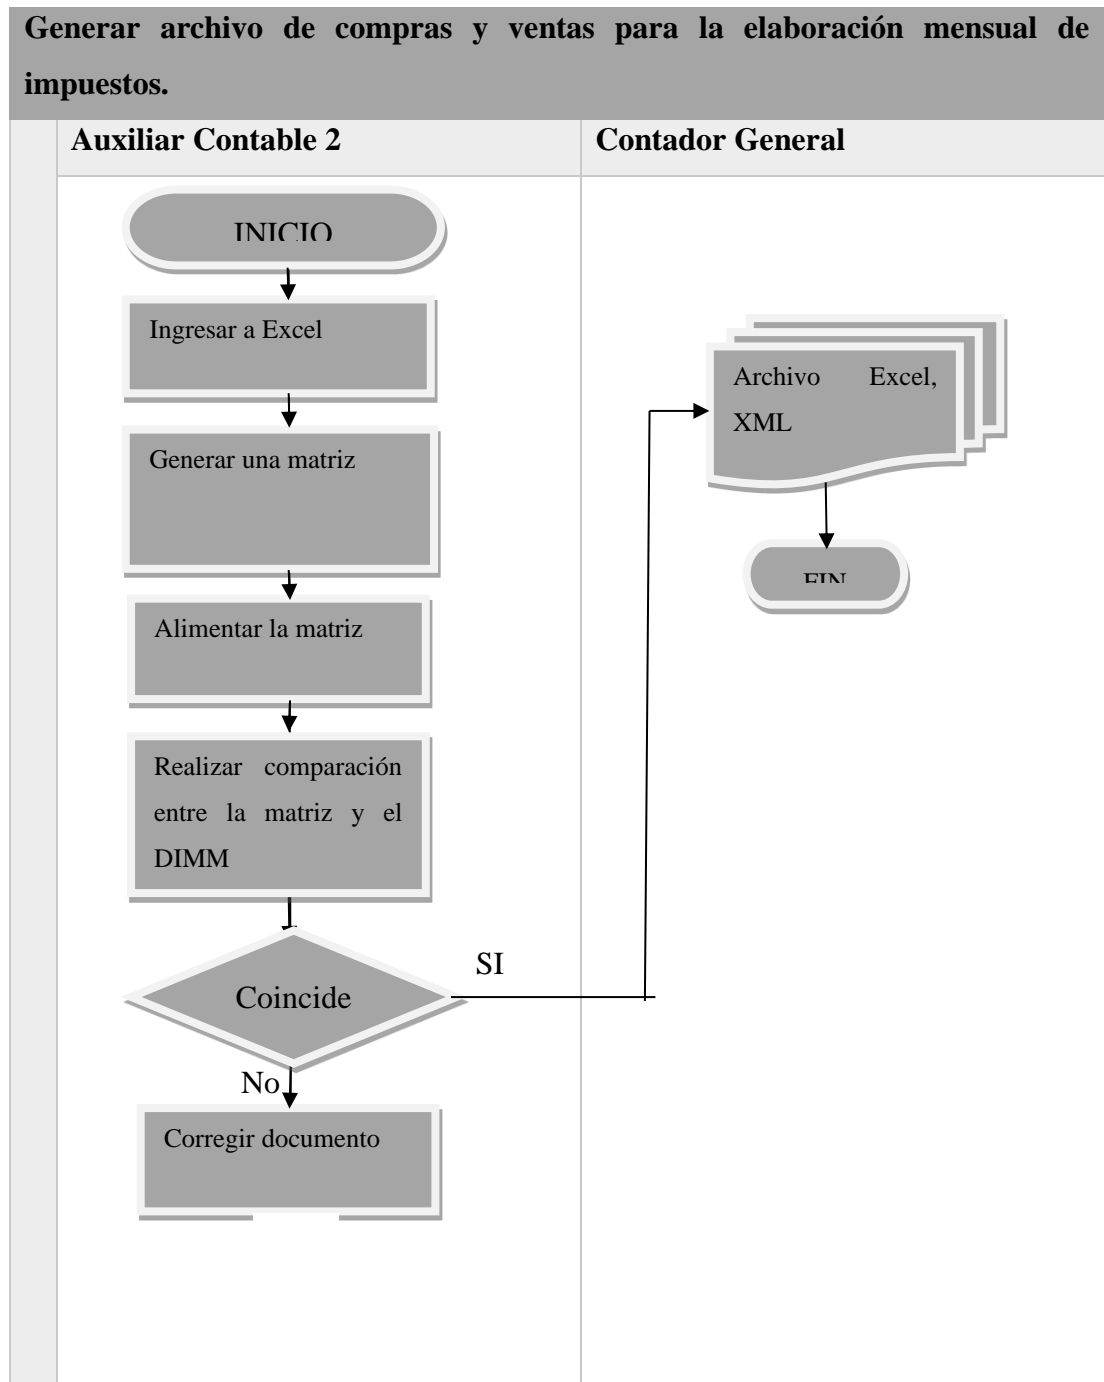 Generar archivo de compras y ventas para la elaboración mensual de
impuestos.
Auxiliar Contable 2
Contador General
INICIO
Ingresar a Excel
Generar una matriz
Alimentar la matriz
Realizar comparación
entre la matriz y el
DIMM
Coincide
SI
No
Corregir documento
Archivo Excel,
XML
FIN